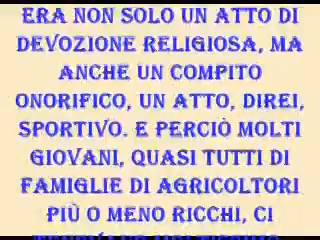 ERA NON SOLO UN ATTO DI
DEVOZIONE RELIGIOSA, MA
ANCHE UN COMPITO
ONORIFICO, UN ATTO, DIREI,
SPORTIVO. E PERCIÒ MOLTI
GIOVANI, QUASI TUTTI DI
FAMIGLIE DI AGRICOLTORI
PIÙ O MENO RICCHI, CI